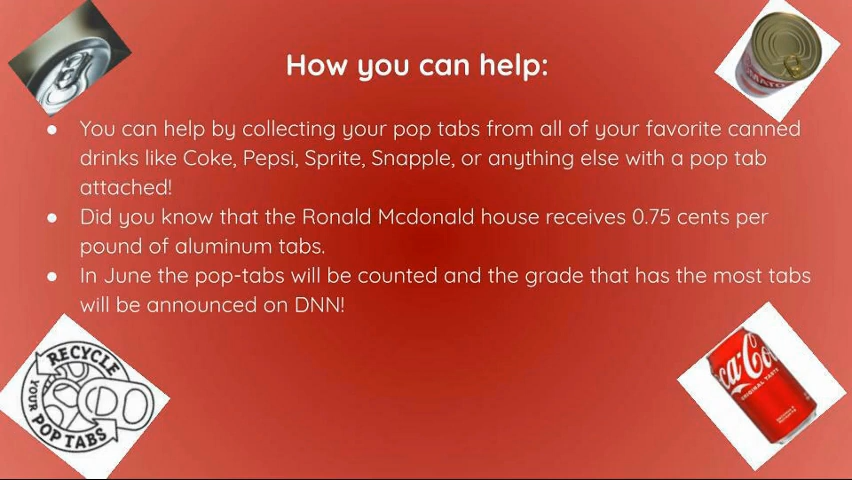 How you can help:
● You can help by collecting your pop tabs from all of your favorite canned
drinks like Coke, Pepsi, Sprite, Snapple, or anything else with a pop tab
attached!
● Did you know that the Ronald Mcdonald house receives 0.75 cents per
pound of aluminum tabs.
● In June the pop-tabs will be counted and the grade that has the most tabs
will be announced on DNN!
RECYCLE
YOUR
POP TABS
ORIGINAL TASTE